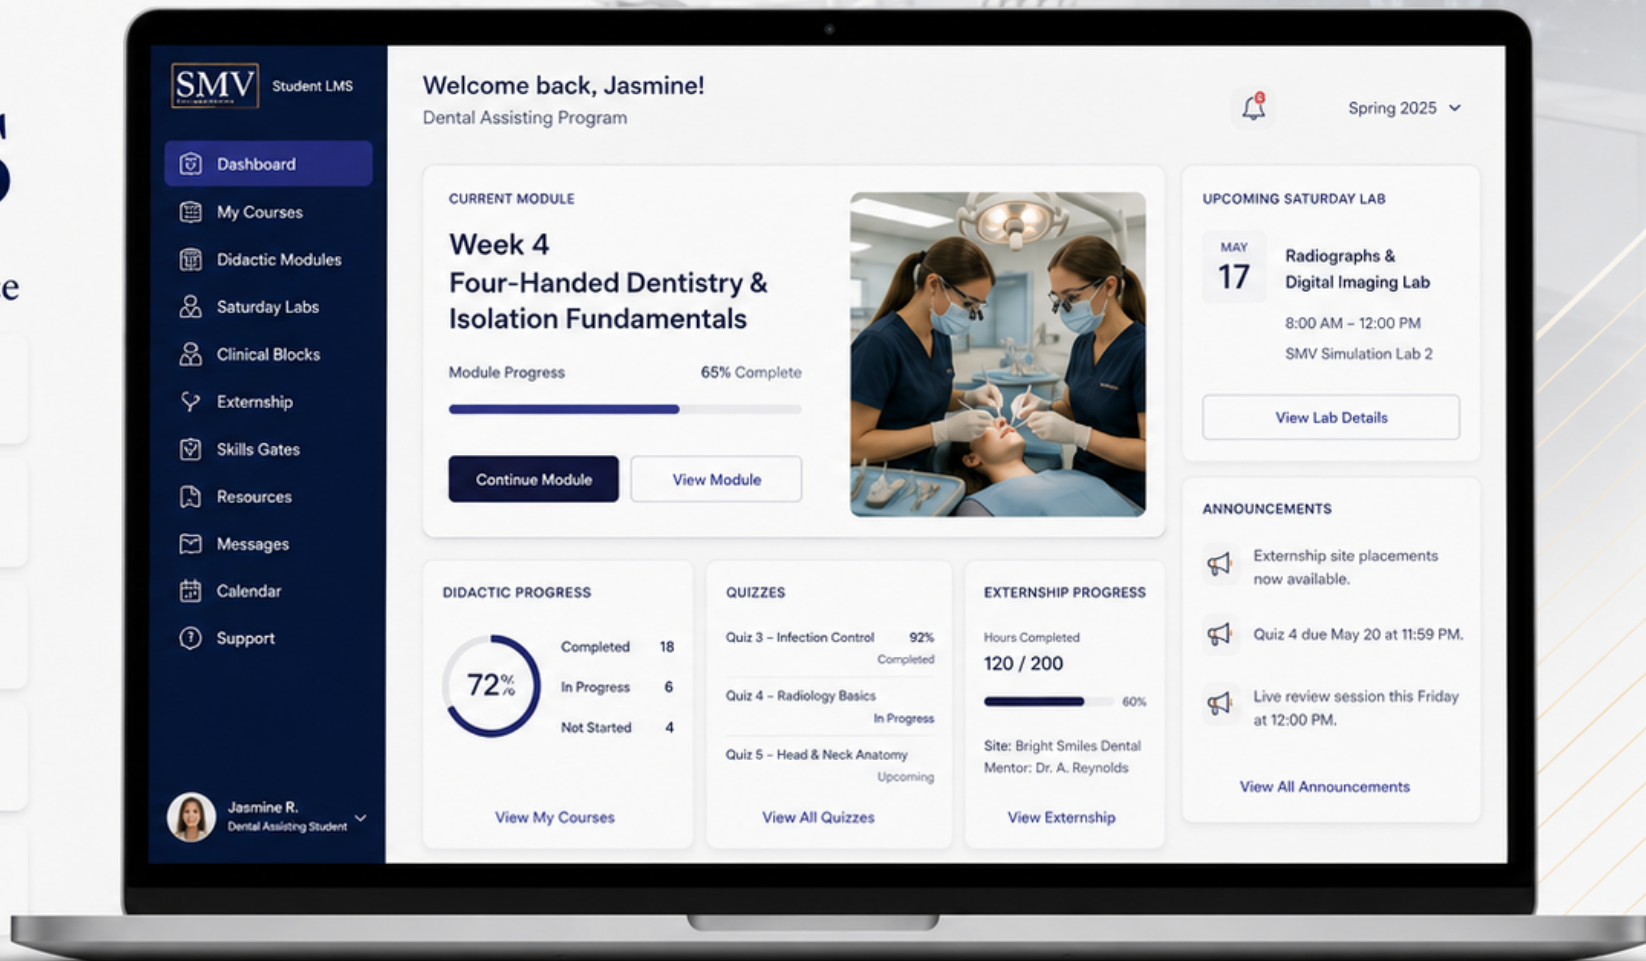 SMV
Student LMS
Dashboard
My Courses
Didactic Modules
Saturday Labs
Clinical Blocks
Externship
Skills Gates
Resources
Messages
Calendar
Support
Jasmine R.
Dental Assisting Student
Welcome back, Jasmine!
Dental Assisting Program
Spring 2025
CURRENT MODULE
Week 4
Four-Handed Dentistry &
Isolation Fundamentals
Module Progress
65% Complete
Continue Module
View Module
UPCOMING SATURDAY LAB
MAY
17
Radiographs &
Digital Imaging Lab
8:00 AM – 12:00 PM
SMV Simulation Lab 2
View Lab Details
DIDACTIC PROGRESS
72%
Completed 18
In Progress 6
Not Started 4
View My Courses
QUIZZES
Quiz 3 – Infection Control 92%
Completed
Quiz 4 – Radiology Basics
In Progress
Quiz 5 – Head & Neck Anatomy
Upcoming
View All Quizzes
EXTERNSHIP PROGRESS
Hours Completed
120 / 200
60%
Site: Bright Smiles Dental
Mentor: Dr. A. Reynolds
View Externship
ANNOUNCEMENTS
Externship site placements
now available.
Quiz 4 due May 20 at 11:59 PM.
Live review session this Friday
at 12:00 PM.
View All Announcements